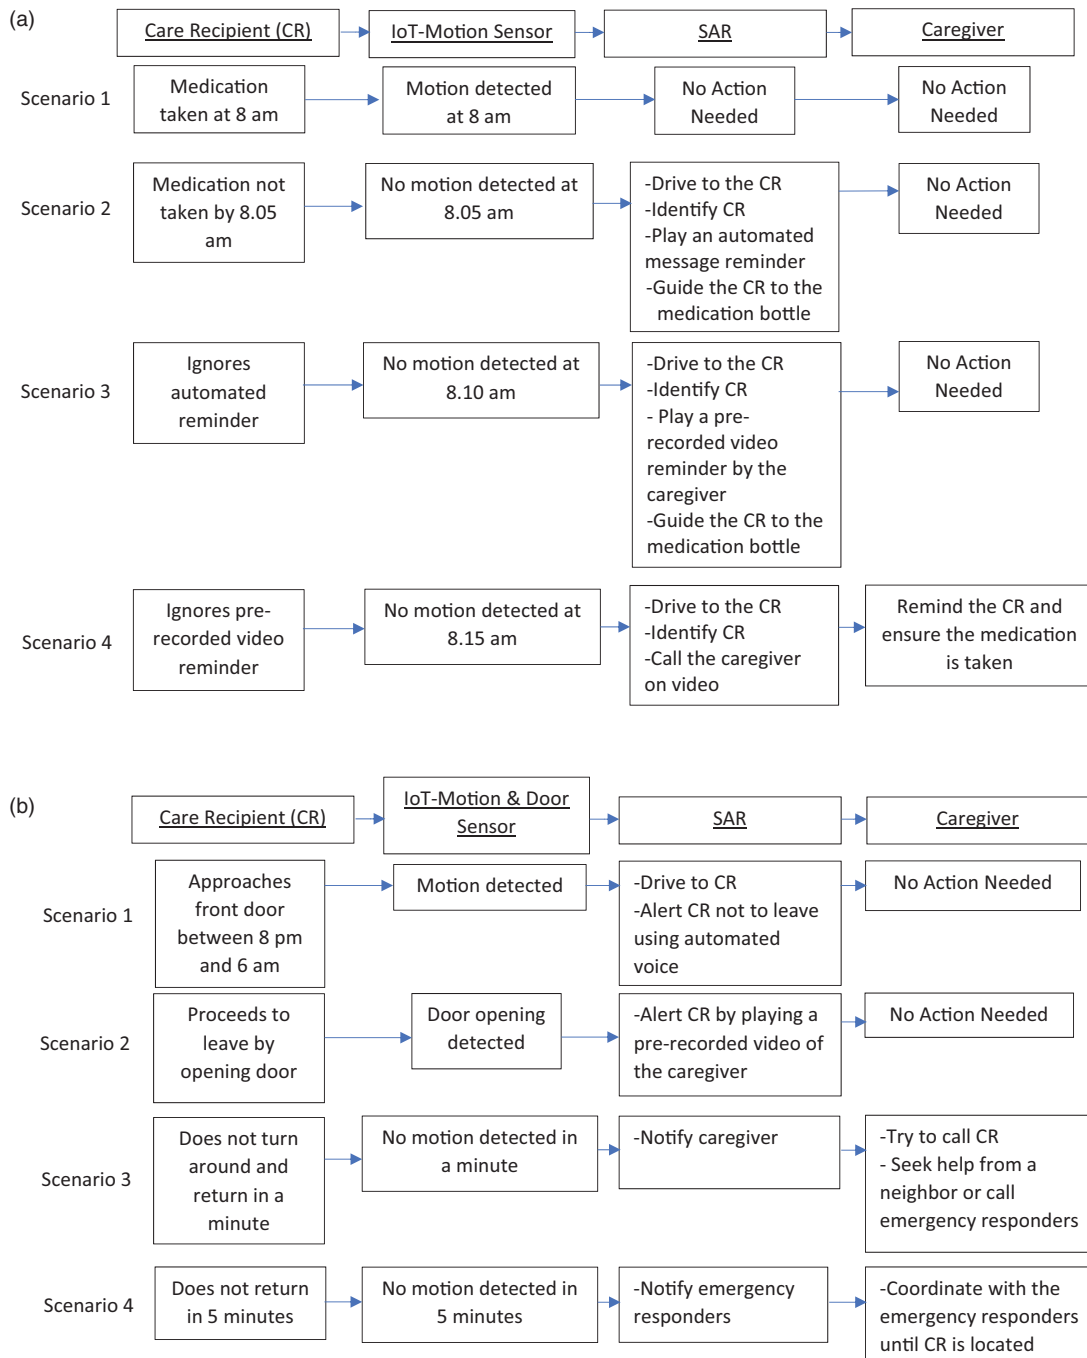 (a)
Care Recipient (CR)
IoT-Motion Sensor
SAR
Caregiver
Scenario 1
Medication
taken at 8 am
Motion detected
at 8 am
No Action
Needed
No Action
Needed
Scenario 2
Medication not
taken by 8.05
am
No motion detected at
8.05 am
-Drive to the CR
-Identify CR
-Play an automated
message reminder
-Guide the CR to the
medication bottle
No Action
Needed
Scenario 3
Ignores
automated
reminder
No motion detected at
8.10 am
-Drive to the CR
-Identify CR
- Play a pre-
recorded video
reminder by the
caregiver
-Guide the CR to the
medication bottle
No Action
Needed
Scenario 4
Ignores pre-
recorded video
reminder
No motion detected at
8.15 am
-Drive to the CR
-Identify CR
-Call the caregiver
on video
Remind the CR and
ensure the medication
is taken
(b)
Care Recipient (CR)
IoT-Motion & Door
Sensor
SAR
Caregiver
Scenario 1
Approaches
front door
between 8 pm
and 6 am
Motion detected
-Drive to CR
-Alert CR not to leave
using automated
voice
No Action Needed
Scenario 2
Proceeds to
leave by
opening door
Door opening
detected
-Alert CR by playing a
pre-recorded video of
the caregiver
No Action Needed
Scenario 3
Does not turn
around and
return in a
minute
No motion detected in
a minute
-Notify caregiver
-Try to call CR
- Seek help from a
neighbor or call
emergency responders
Scenario 4
Does not return
in 5 minutes
No motion detected in
5 minutes
-Notify emergency
responders
-Coordinate with the
emergency responders
until CR is located